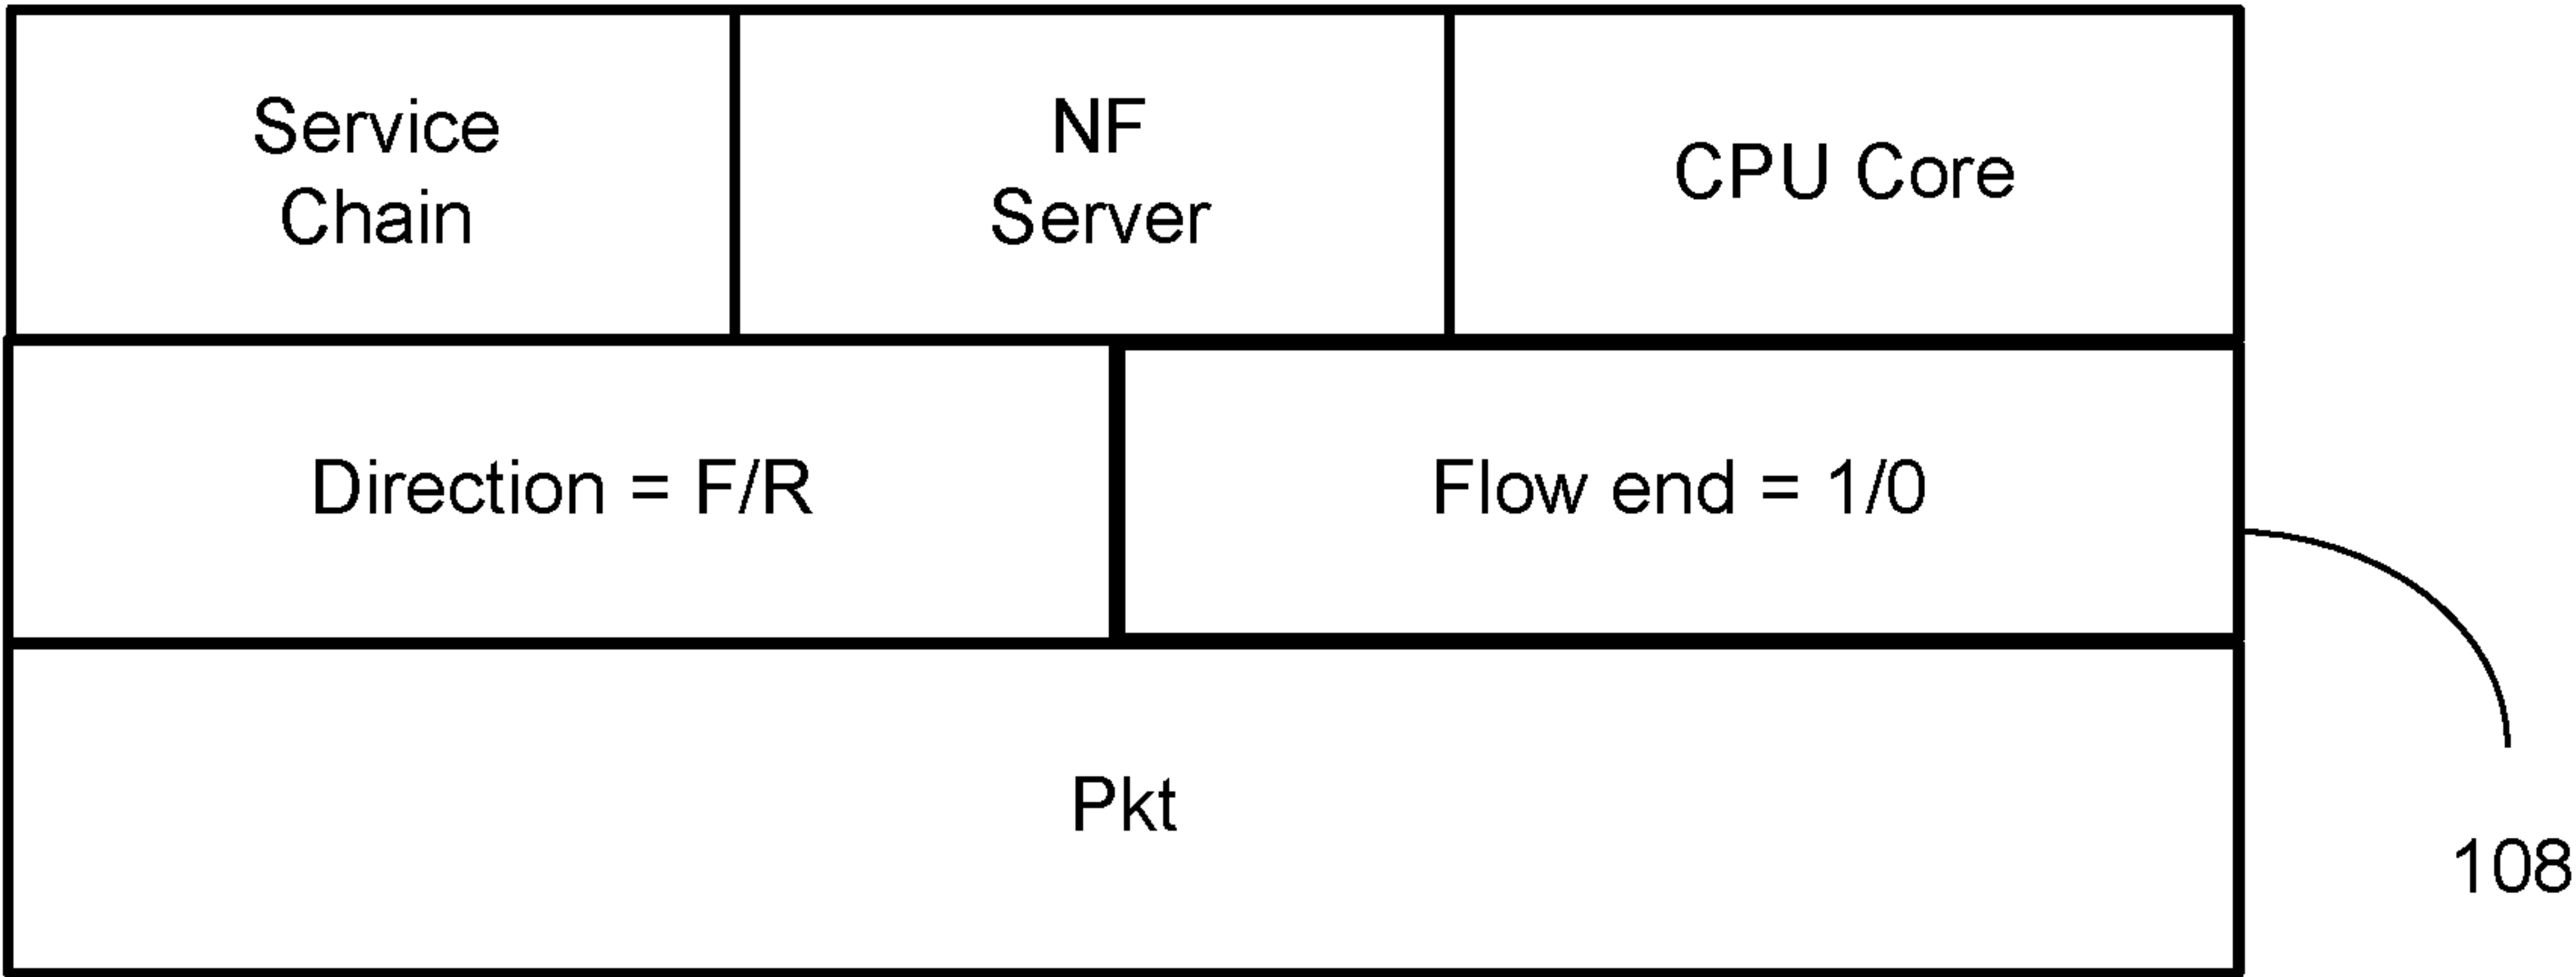 Service
Chain
NF
Server
CPU Core
Direction = F/R
Flow end = 1/0
Pkt
108